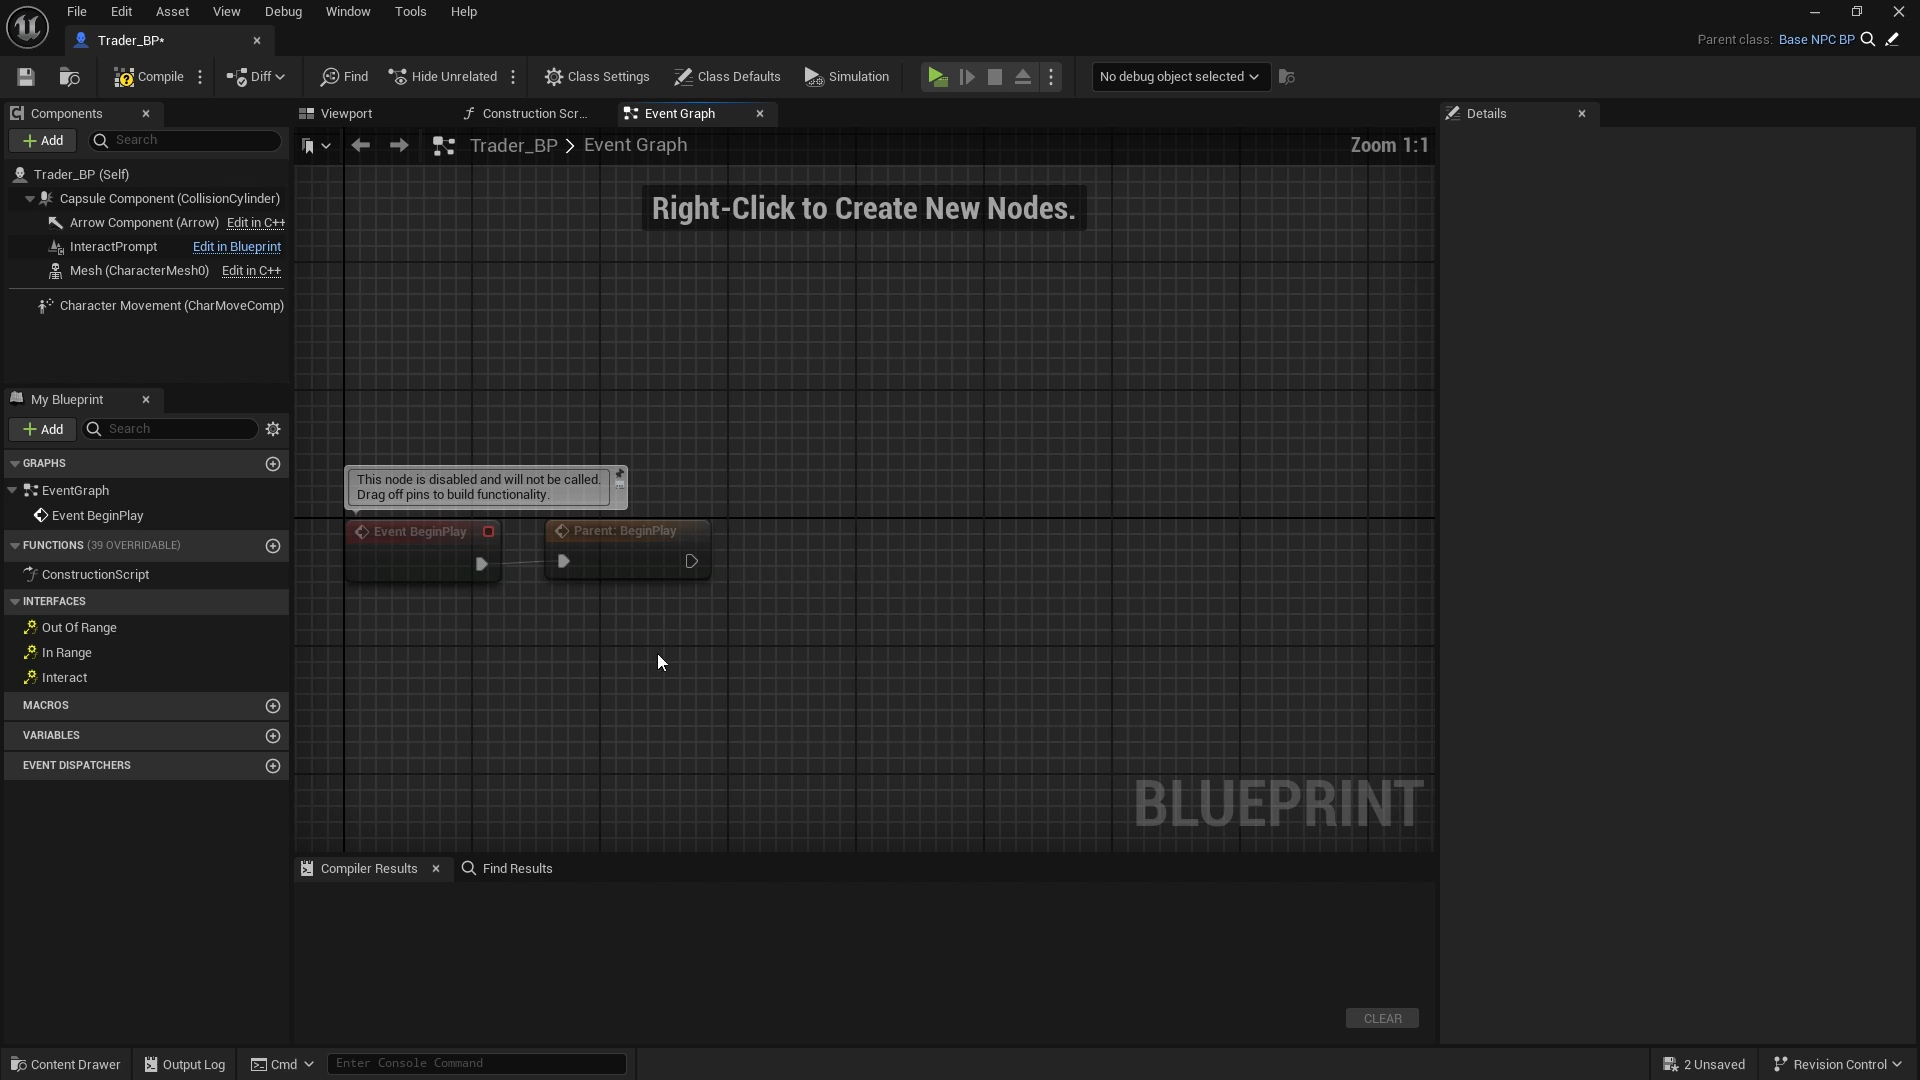 File Edit Asset View Debug Window Tools Help
Trader_BP*
Parent class: Base NPC BP
Compile Diff Find Hide Unrelated Class Settings Class Defaults Simulation No debug object selected
Components
Viewport Construction Scr... Event Graph
Details
Add Search
Trader_BP > Event Graph
Zoom 1:1
Trader_BP (Self)
Capsule Component (CollisionCylinder)
Arrow Component (Arrow) Edit in C++
InteractPrompt Edit in Blueprint
Mesh (CharacterMesh0) Edit in C++
Character Movement (CharMoveComp)
Right-Click to Create New Nodes.
My Blueprint
Add Search
GRAPHS
EventGraph
Event BeginPlay
FUNCTIONS (39 OVERRIDABLE)
ConstructionScript
INTERFACES
Out Of Range
In Range
Interact
MACROS
VARIABLES
EVENT DISPATCHERS
This node is disabled and will not be called.
Drag off pins to build functionality.
Event BeginPlay
Parent: BeginPlay
BLUEPRINT
Compiler Results Find Results
CLEAR
Content Drawer Output Log Cmd Enter Console Command 2 Unsaved Revision Control